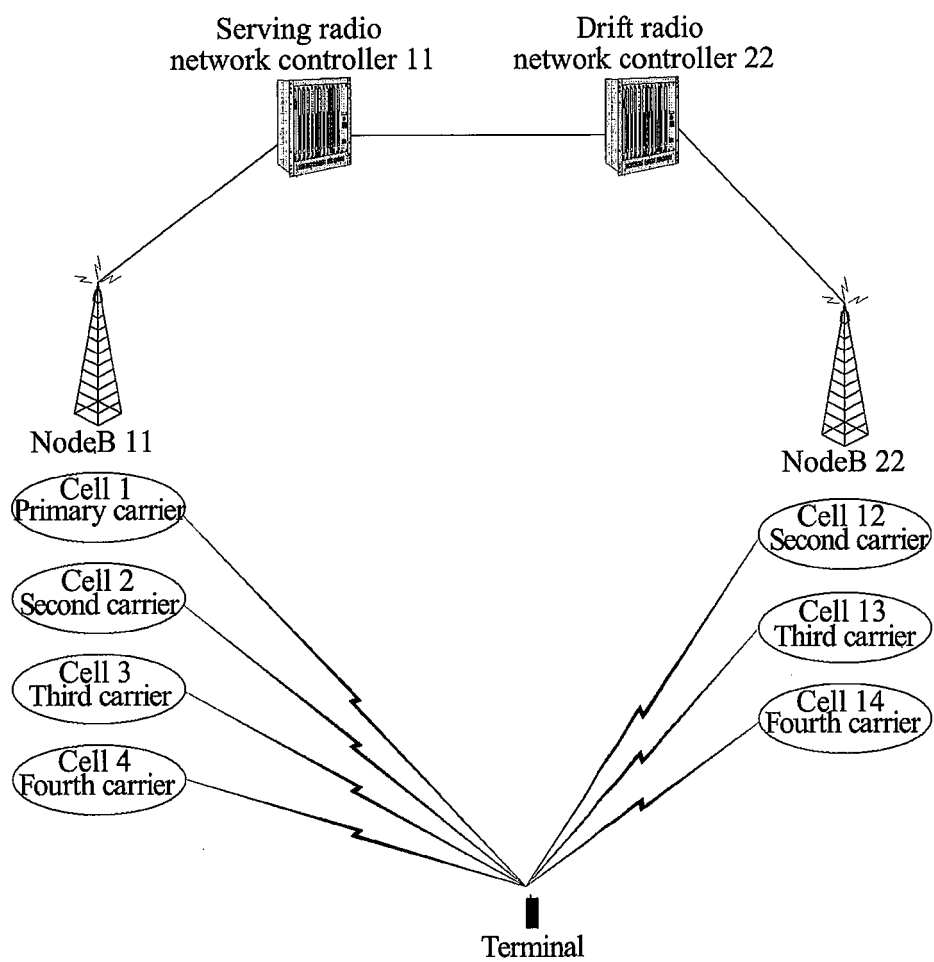 Serving radio
network controller 11
Drift radio
network controller 22
NodeB 11
NodeB 22
Cell 1
Primary carrier
Cell 2
Second carrier
Cell 3
Third carrier
Cell 4
Fourth carrier
Cell 12
Second carrier
Cell 13
Third carrier
Cell 14
Fourth carrier
Terminal